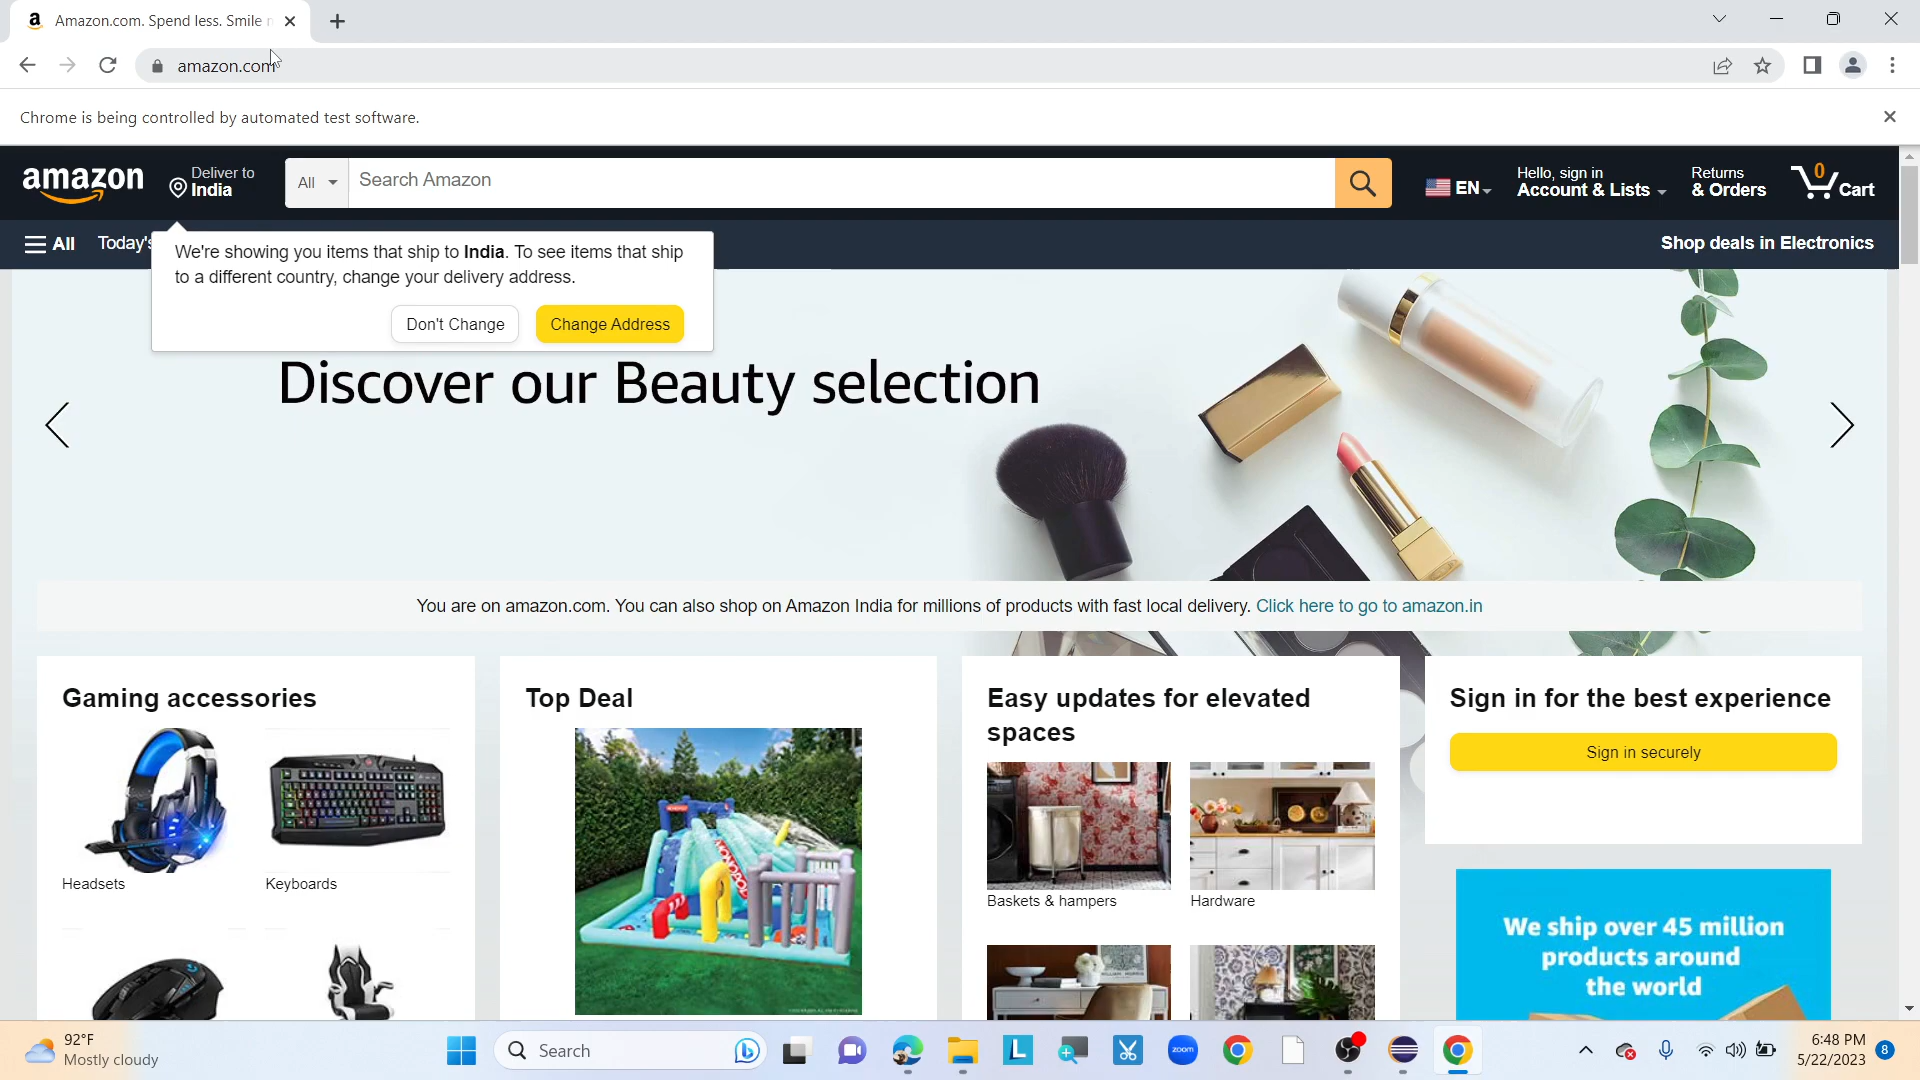 Amazon.com. Spend less. Smile
amazon.com
Chrome is being controlled by automated test software.
amazon
Deliver to
India
All
Search Amazon
EN
Hello, sign in
Account & Lists
Returns
& Orders
0
Cart
All
Today's
Shop deals in Electronics
We're showing you items that ship to India. To see items that ship
to a different country, change your delivery address.
Don't Change
Change Address
Discover our Beauty selection
You are on amazon.com. You can also shop on Amazon India for millions of products with fast local delivery. Click here to go to amazon.in
Gaming accessories
Headsets
Keyboards
Top Deal
MONOPOLY
Easy updates for elevated
spaces
Baskets & hampers
Hardware
Sign in for the best experience
Sign in securely
We ship over 45 million
products around
the world
92°F
Mostly cloudy
Search
zoom
6:48 PM
5/22/2023
8